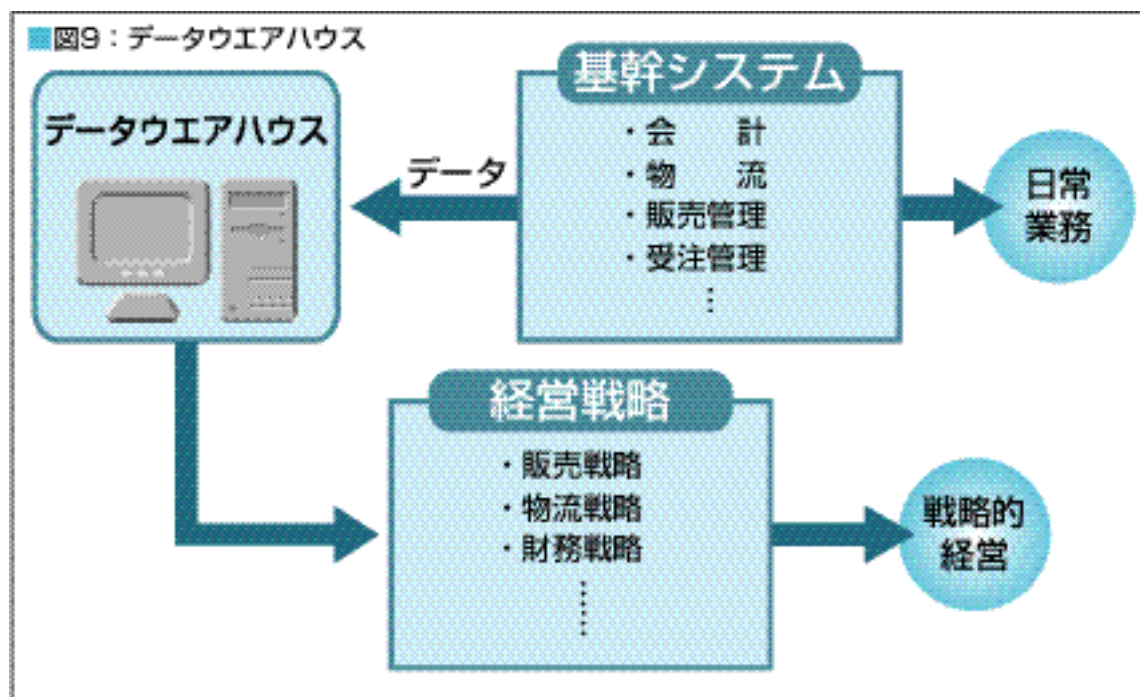 ■図9：データウエアハウス
データウエアハウス
データ
基幹システム
・会　　計
・物　　流
・販売管理
・受注管理
⋮
日常
業務
経営戦略
・販売戦略
・物流戦略
・財務戦略
⋮
戦略的
経営